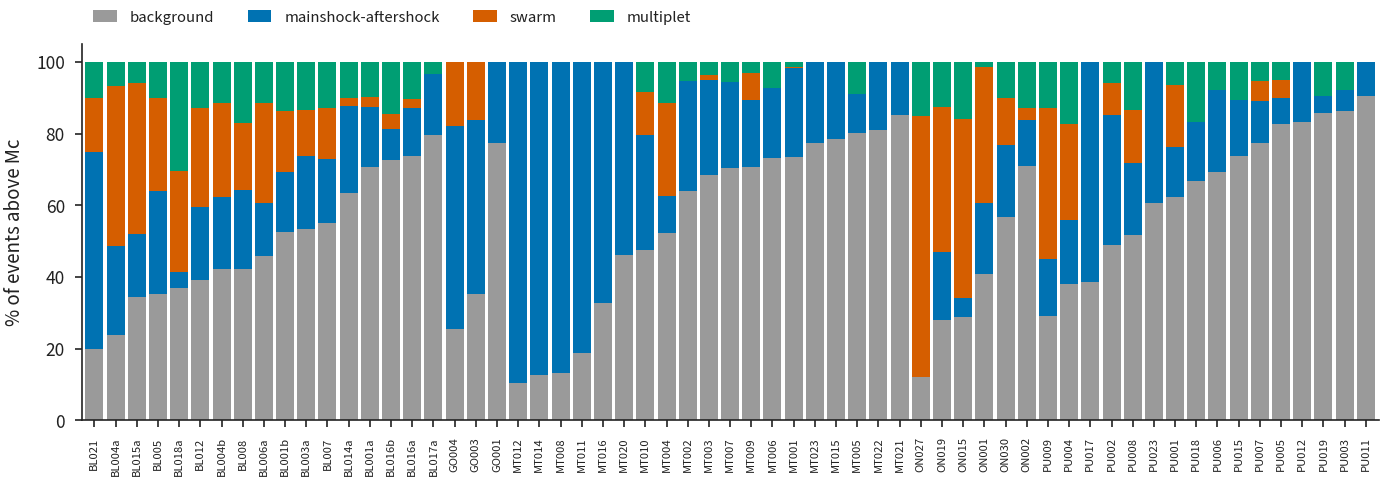 background mainshock-aftershock swarm multiplet
% of events above Mc
100
80
60
40
20
0
BL021 BL004a BL015a BL005 BL018a BL012 BL004b BL008 BL006a BL001b BL003a BL007 BL014a BL001a BL016b BL016a BL017a GO004 GO003 GO001 MT012 MT014 MT008 MT011 MT016 MT020 MT010 MT004 MT002 MT003 MT007 MT009 MT006 MT001 MT023 MT015 MT005 MT022 MT021 ON027 ON019 ON015 ON001 ON030 ON002 PU009 PU004 PU017 PU002 PU008 PU023 PU001 PU018 PU006 PU015 PU007 PU005 PU012 PU019 PU003 PU011